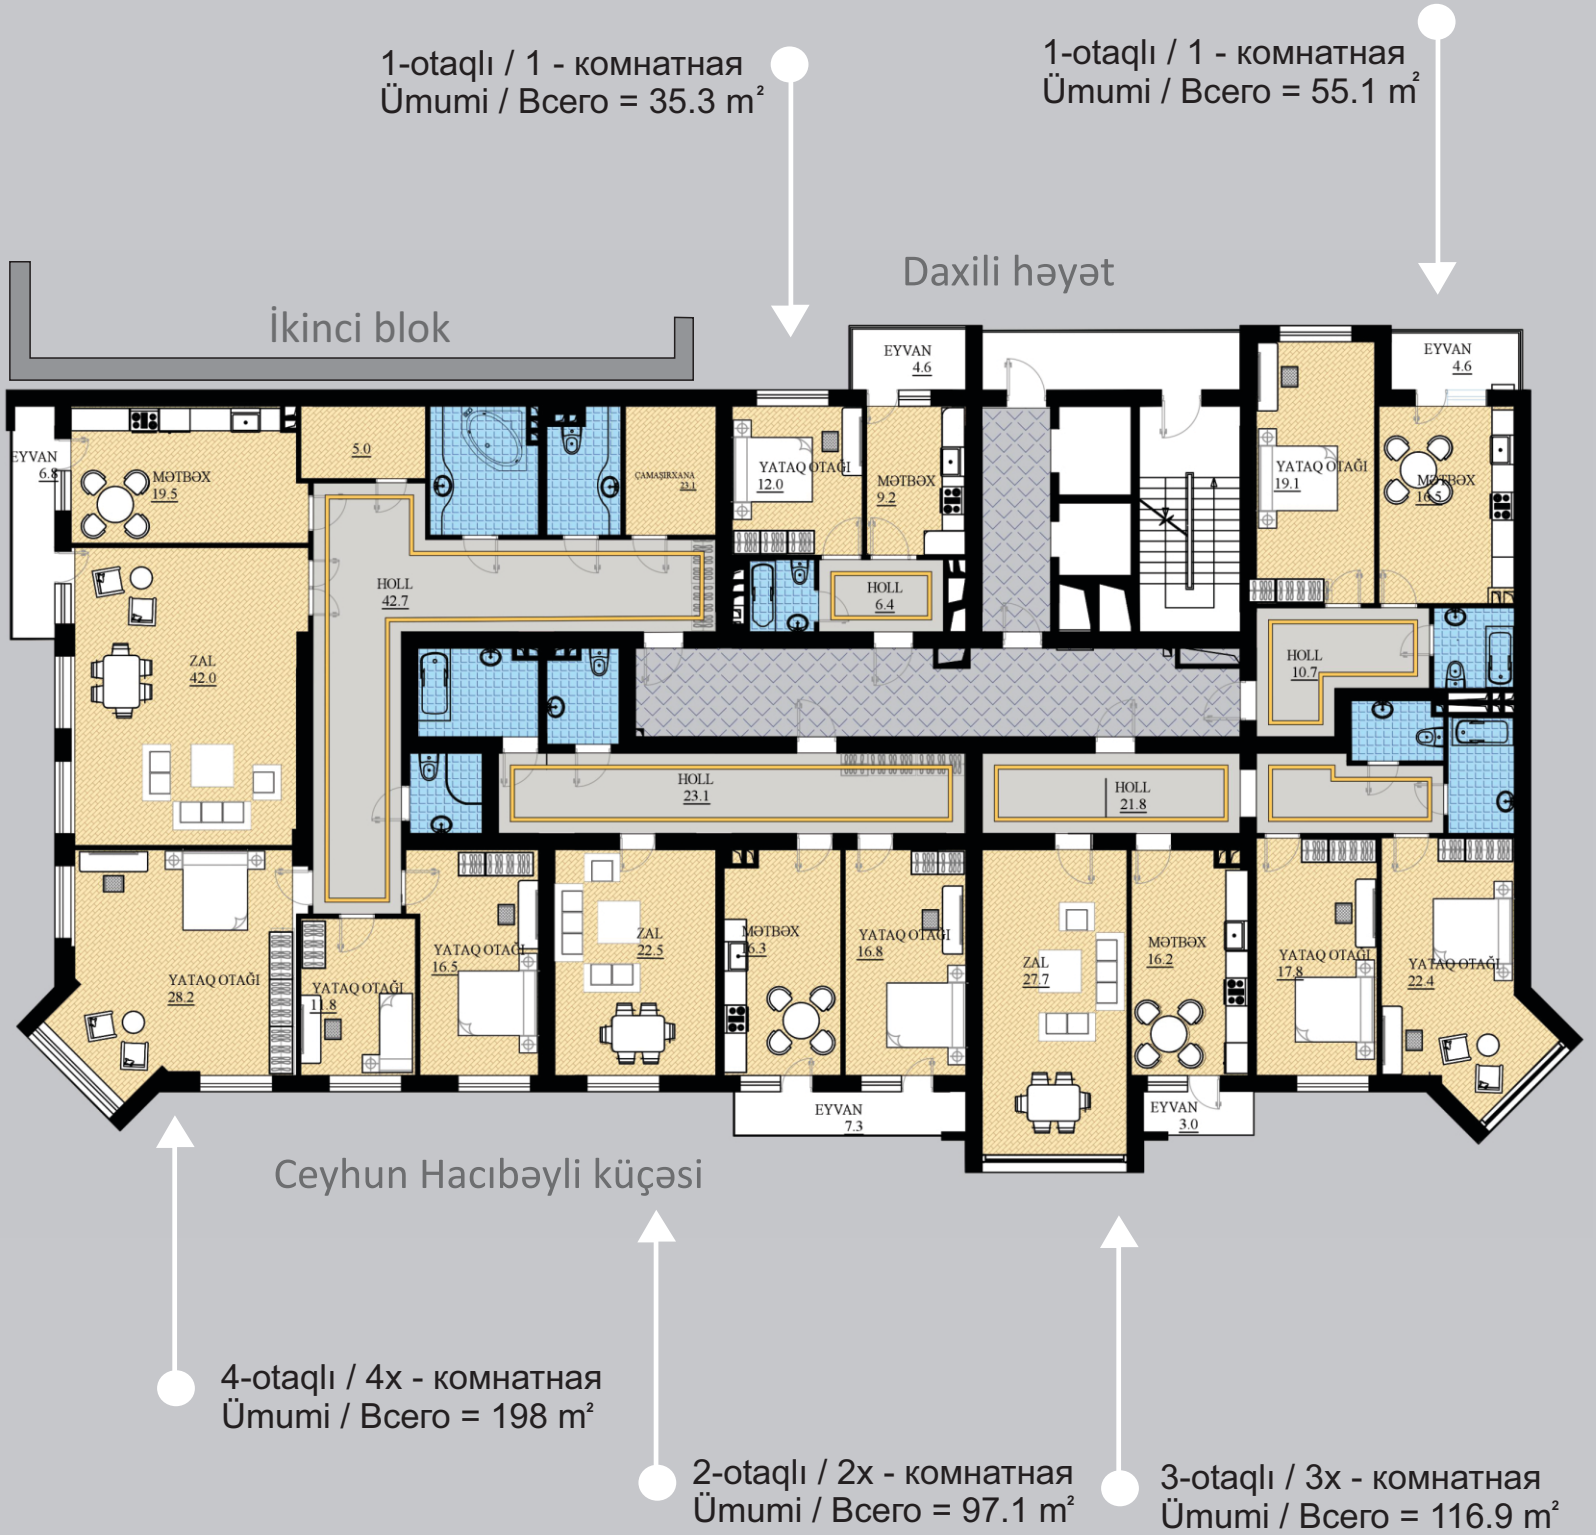 1-otaqlı / 1 - комнатная
Ümumi / Всего = 35.3 m²
1-otaqlı / 1 - комнатная
Ümumi / Всего = 55.1 m²
Daxili həyət
İkinci blok
EYVAN
4.6
EYVAN
4.6
EYVAN
6.8
MƏTBƏX
19.5
5.0
ÇAMAŞIRXANA
23.1
YATAQ OTAĞI
12.0
MƏTBƏX
9.2
YATAQ OTAĞI
19.1
MƏTBƏX
16.5
HOLL
42.7
HOLL
6.4
ZAL
42.0
HOLL
10.7
HOLL
23.1
HOLL
21.8
YATAQ OTAĞI
28.2
YATAQ OTAĞI
11.8
YATAQ OTAĞI
16.5
ZAL
22.5
MƏTBƏX
16.3
YATAQ OTAĞI
16.8
ZAL
27.7
MƏTBƏX
16.2
YATAQ OTAĞI
17.8
YATAQ OTAĞI
22.4
EYVAN
7.3
EYVAN
3.0
Ceyhun Hacıbəyli küçəsi
4-otaqlı / 4x - комнатная
Ümumi / Всего = 198 m²
2-otaqlı / 2x - комнатная
Ümumi / Всего = 97.1 m²
3-otaqlı / 3x - комнатная
Ümumi / Всего = 116.9 m²